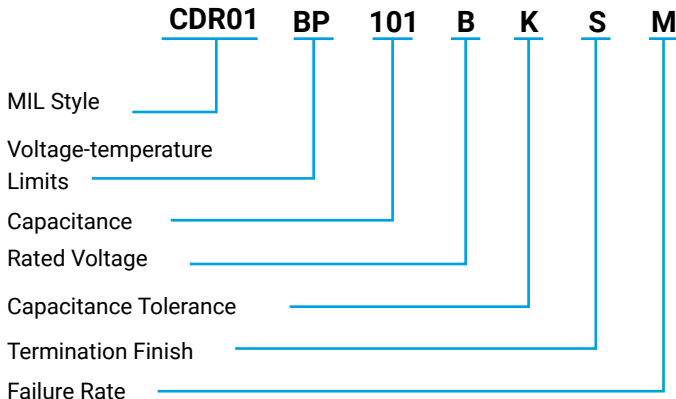 CDR01 BP 101 B K S M
MIL Style
Voltage-temperature
Limits
Capacitance
Rated Voltage
Capacitance Tolerance
Termination Finish
Failure Rate